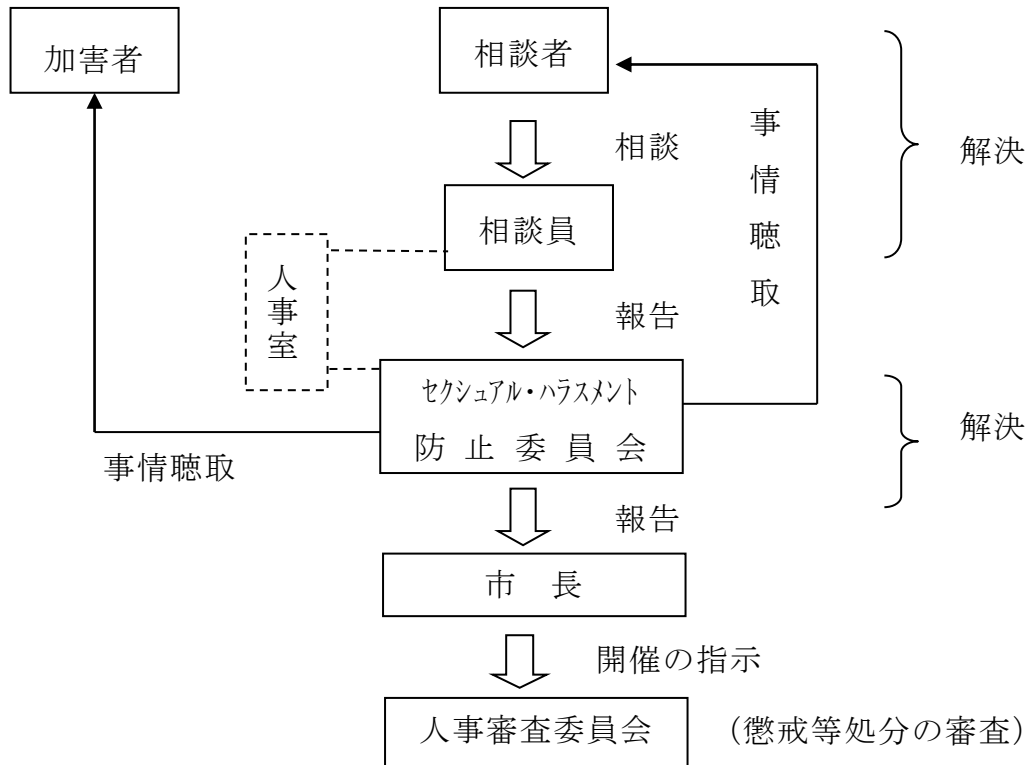 加害者
相談者
相談
事情聴取
解決
相談員
人事室
報告
セクシュアル・ハラスメント
防止委員会
解決
事情聴取
報告
市長
開催の指示
人事審査委員会
(懲戒等処分の審査)